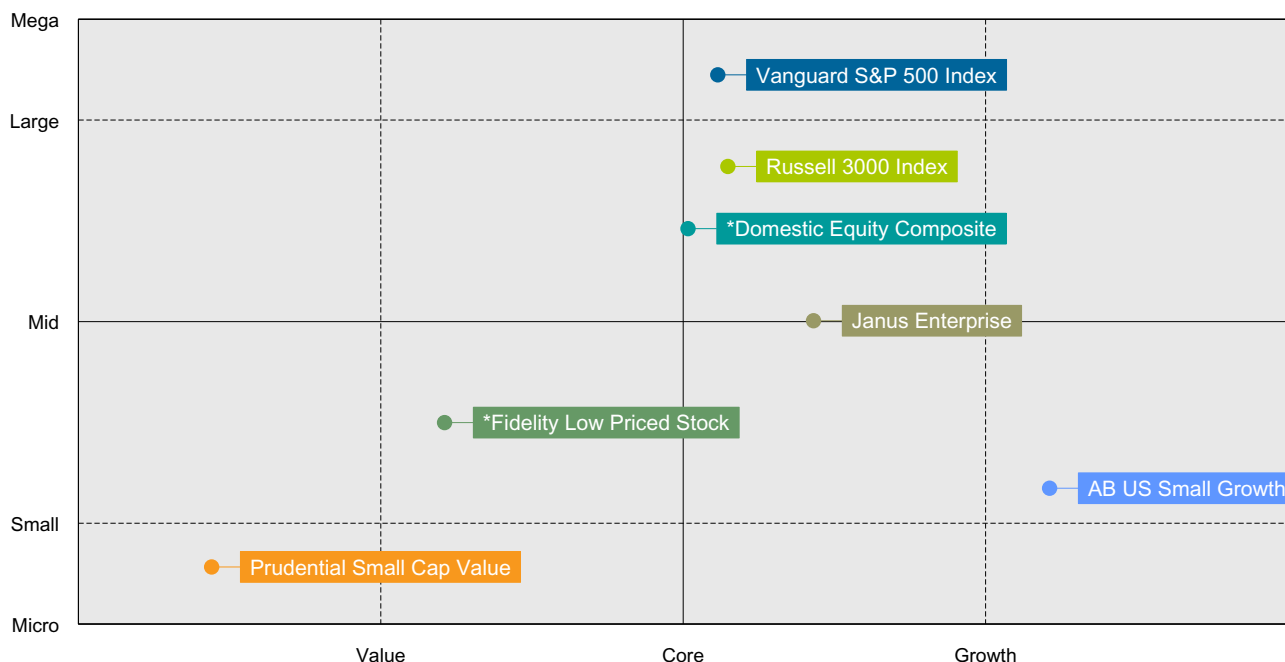 Mega
Vanguard S&P 500 Index
Large
Russell 3000 Index
*Domestic Equity Composite
Mid
Janus Enterprise
*Fidelity Low Priced Stock
AB US Small Growth
Small
Prudential Small Cap Value
Micro
Value Core Growth